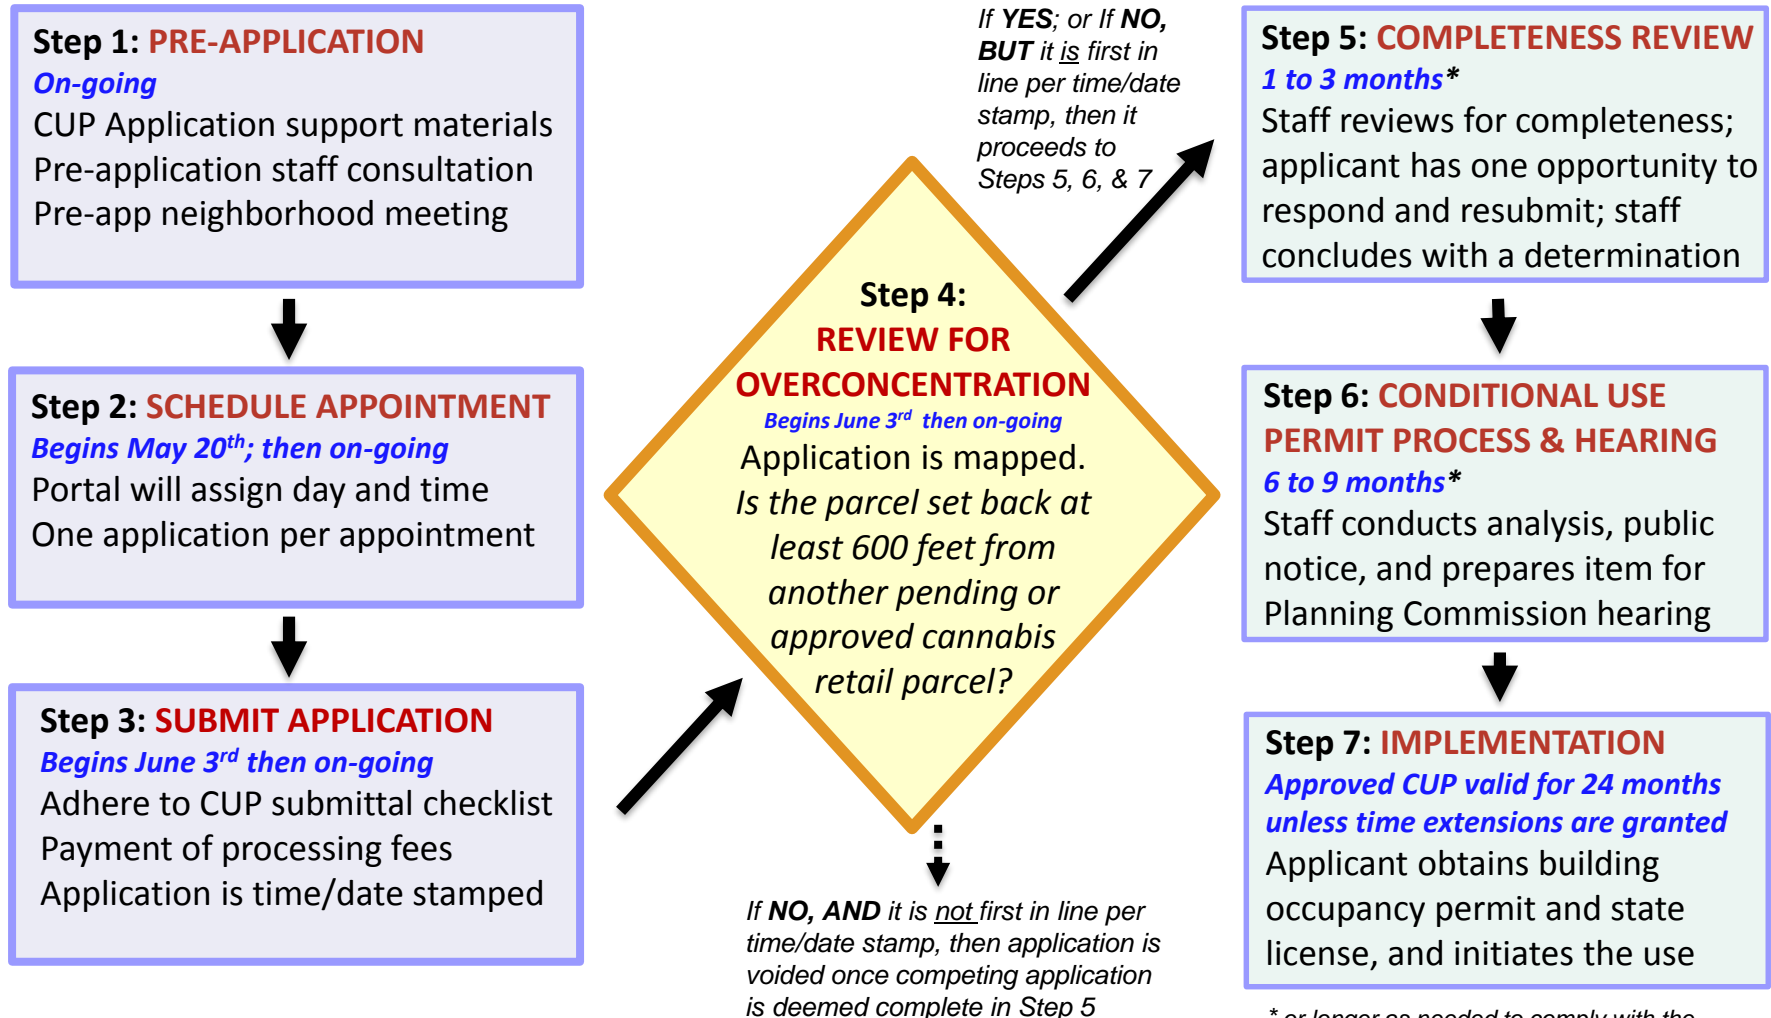 Step 1: PRE-APPLICATION
On-going
CUP Application support materials
Pre-application staff consultation
Pre-app neighborhood meeting
Step 2: SCHEDULE APPOINTMENT
Begins May 20th; then on-going
Portal will assign day and time
One application per appointment
Step 3: SUBMIT APPLICATION
Begins June 3rd then on-going
Adhere to CUP submittal checklist
Payment of processing fees
Application is time/date stamped
Step 4:
REVIEW FOR
OVERCONCENTRATION
Begins June 3rd then on-going
Application is mapped.
Is the parcel set back at
least 600 feet from
another pending or
approved cannabis
retail parcel?
If YES; or If NO,
BUT it is first in
line per time/date
stamp, then it
proceeds to
Steps 5, 6, & 7
If NO, AND it is not first in line per
time/date stamp, then application is
voided once competing application
is deemed complete in Step 5
Step 5: COMPLETENESS REVIEW
1 to 3 months*
Staff reviews for completeness;
applicant has one opportunity to
respond and resubmit; staff
concludes with a determination
Step 6: CONDITIONAL USE
PERMIT PROCESS & HEARING
6 to 9 months*
Staff conducts analysis, public
notice, and prepares item for
Planning Commission hearing
Step 7: IMPLEMENTATION
Approved CUP valid for 24 months
unless time extensions are granted
Applicant obtains building
occupancy permit and state
license, and initiates the use
* or longer as needed to comply with the